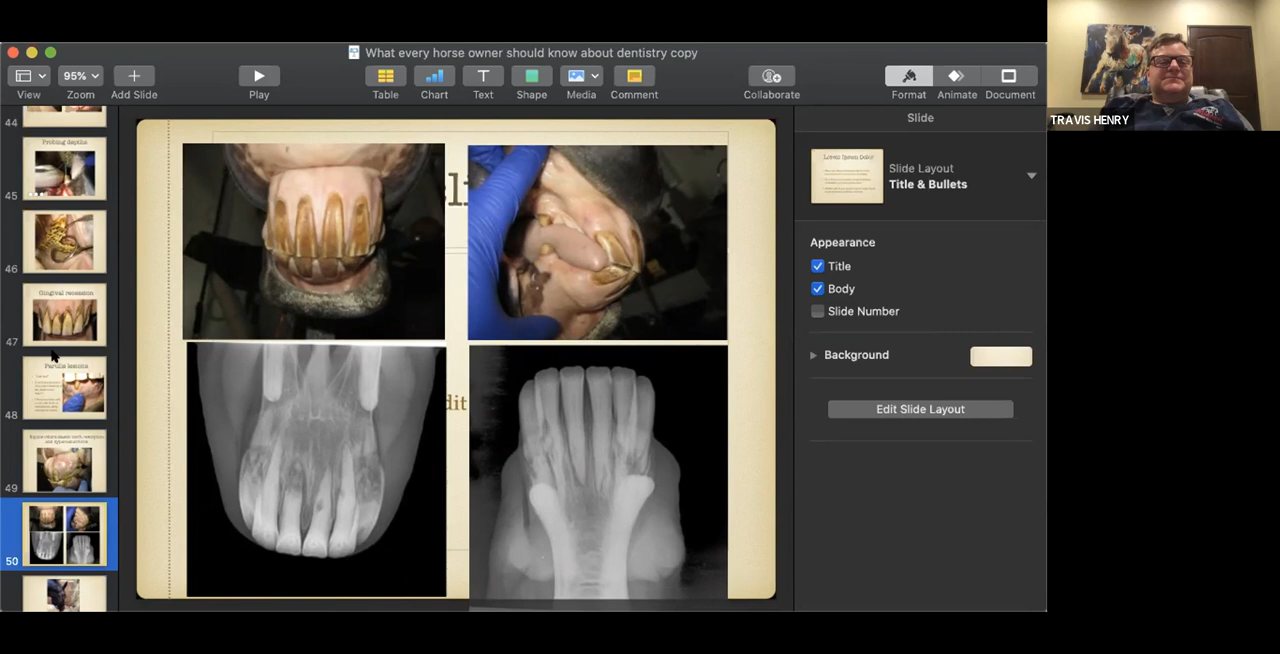 What every horse owner should know about dentistry copy
View
95%
Zoom
Add Slide
Play
Table
Chart
Text
Shape
Media
Comment
Collaborate
Format
Animate
Document
TRAVIS HENRY
44
Probing depths
45
46
Gingival recession
47
Parulis lesions
48
49
50
Slide
Slide Layout
Title & Bullets
Appearance
Title
Body
Slide Number
Background
Edit Slide Layout